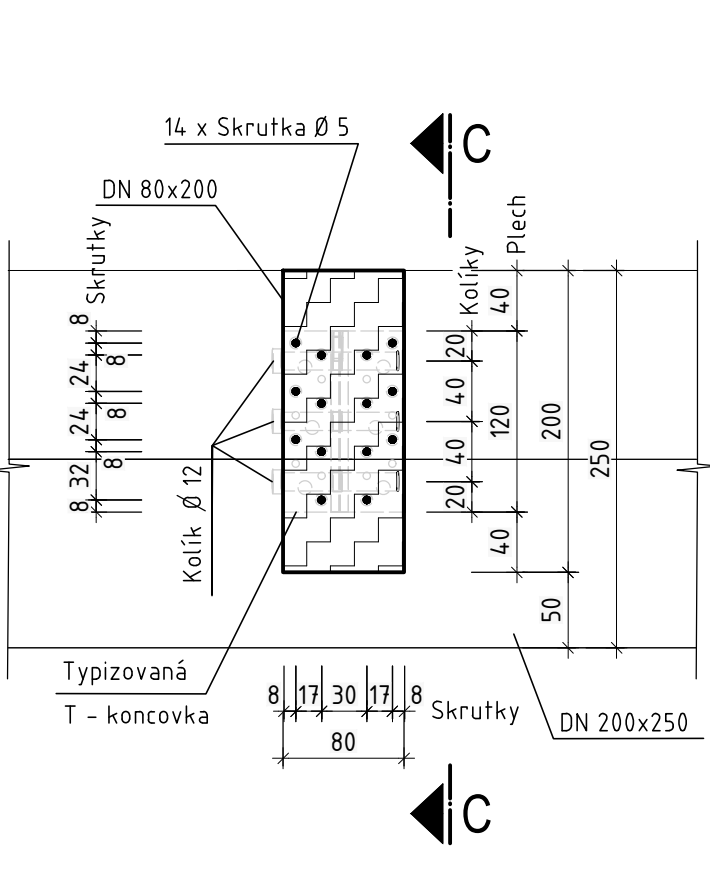 14 x Skrutka Ø 5
C
DN 80x200
Skrutky
Plech
Kolíky
8
8
24
8
24
8
32
8
20
40
40
20
40
120
40
200
50
250
Kolík Ø 12
Typizovaná
T - koncovka
8 17 30 17 8
Skrutky
80
DN 200x250
C